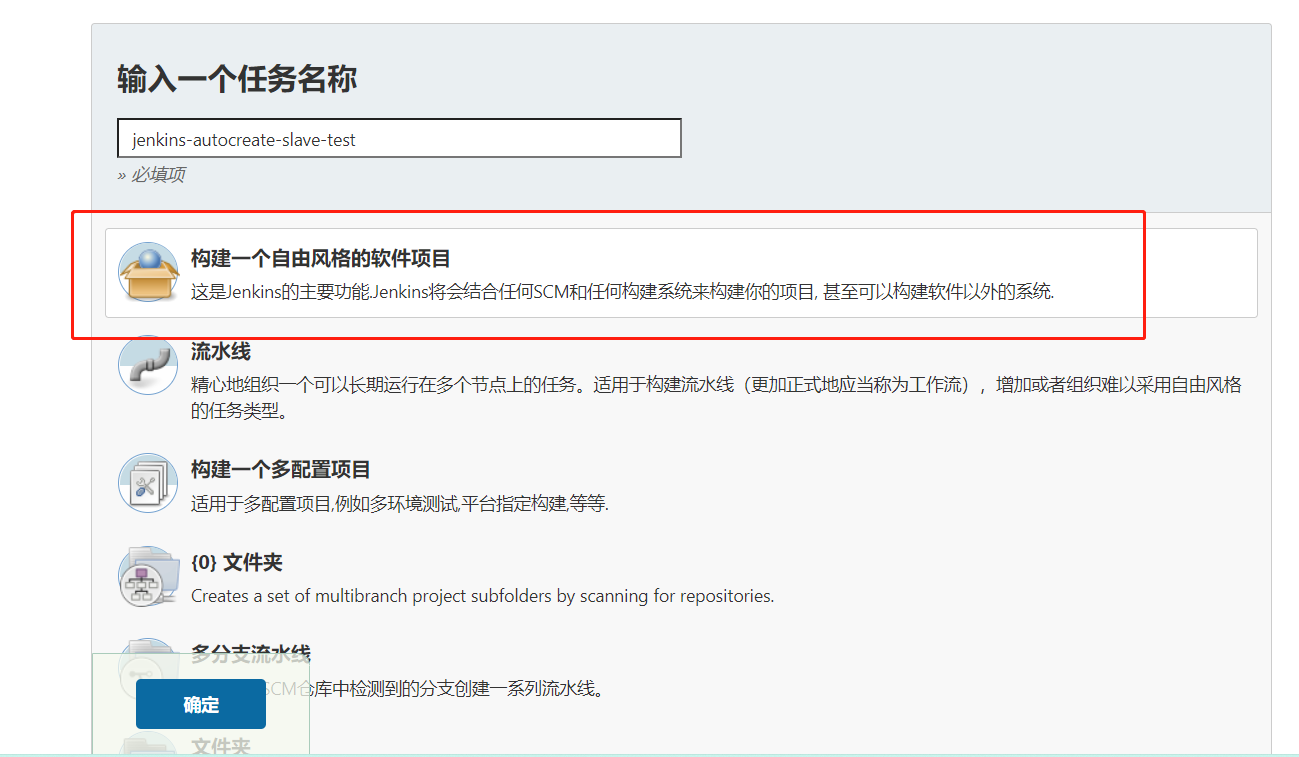 输入一个任务名称
jenkins-autocreate-slave-test
» 必填项
构建一个自由风格的软件项目
这是Jenkins的主要功能.Jenkins将会结合任何SCM和任何构建系统来构建你的项目, 甚至可以构建软件以外的系统.
流水线
精心地组织一个可以长期运行在多个节点上的任务。适用于构建流水线（更加正式地应当称为工作流），增加或者组织难以采用自由风格
的任务类型。
构建一个多配置项目
适用于多配置项目,例如多环境测试,平台指定构建,等等.
{0} 文件夹
Creates a set of multibranch project subfolders by scanning for repositories.
多分支流水线
SCM仓库中检测到的分支创建一系列流水线。
确定
文件夹